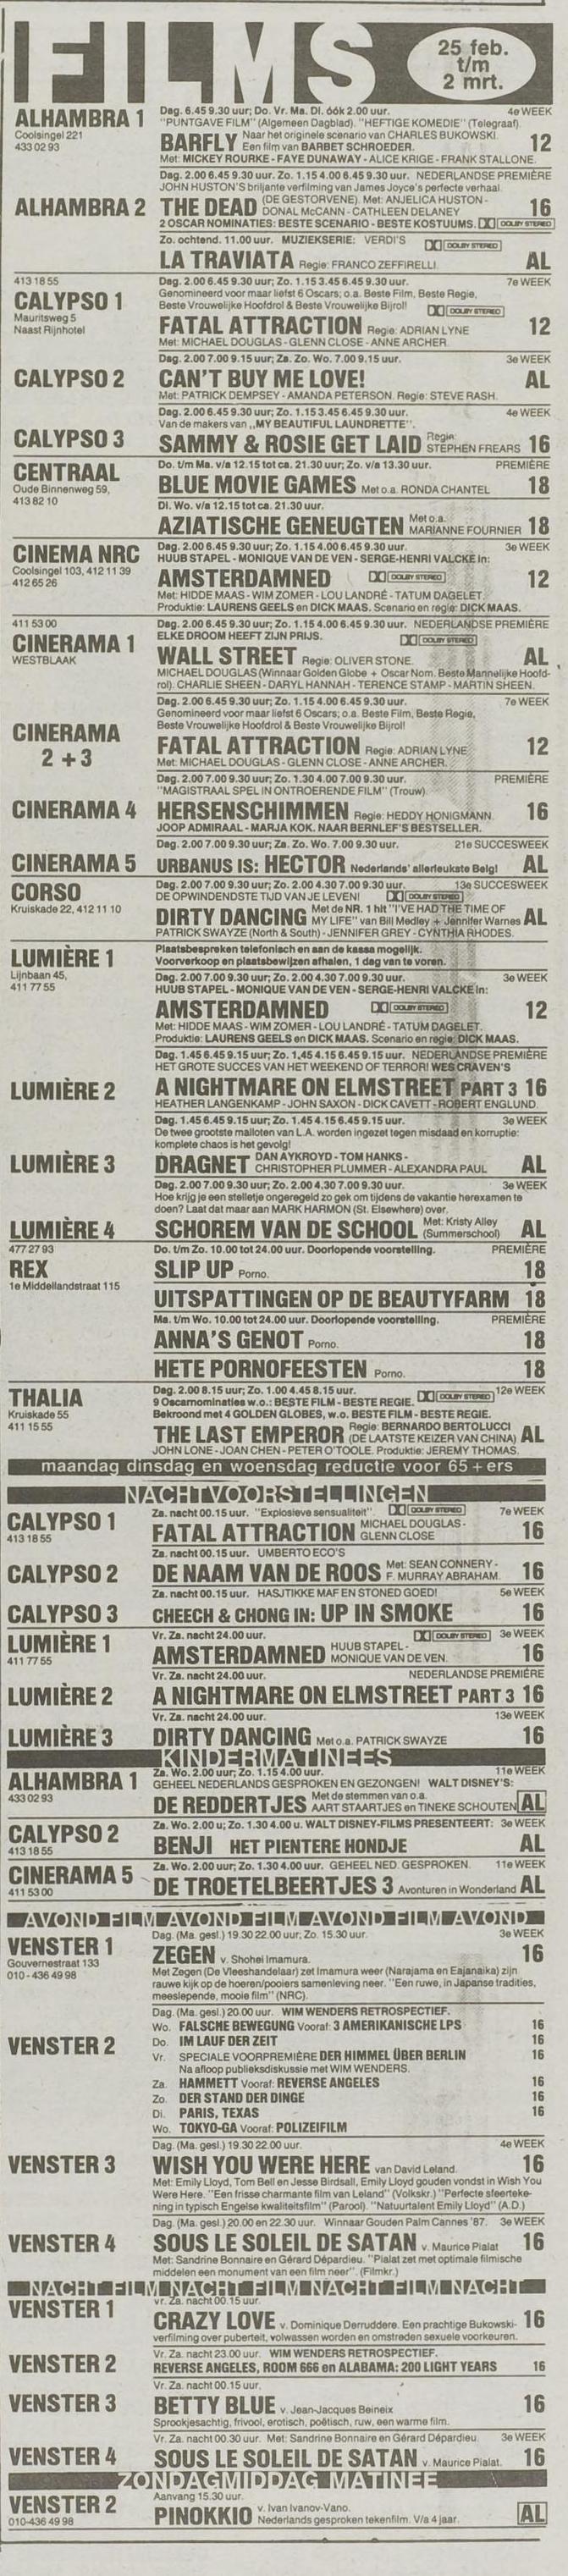 FILMS
25 feb.
t/m
2 mrt.
ALHAMBRA 1
Coolsingel 221
433 02 93
Dag. 6.45 9.30 uur; Do. Vr. Ma. Di. óók 2.00 uur. 4e WEEK
"PUNTGAVE FILM" (Algemeen Dagblad). "HEFTIGE KOMEDIE" (Telegraaf).
BARFLY Naar het originele scenario van CHARLES BUKOWSKI. Een film van BARBET SCHROEDER. 12
Met: MICKEY ROURKE - FAYE DUNAWAY - ALICE KRIGE - FRANK STALLONE.
Dag. 2.00 6.45 9.30 uur. Zo. 1.15 4.00 6.45 9.30 uur. NEDERLANDSE PREMIÈRE
JOHN HUSTON'S briljante verfilming van James Joyce's perfecte verhaal.
ALHAMBRA 2 THE DEAD (DE GESTORVENE). Met: ANJELICA HUSTON - DONAL McCANN - CATHLEEN DELANEY 16
2 OSCAR NOMINATIES: BESTE SCENARIO - BESTE KOSTUUMS. DOLBY STEREO
Zo. ochtend. 11.00 uur. MUZIEKSERIE: VERDI'S DOLBY STEREO
LA TRAVIATA Regie: FRANCO ZEFFIRELLI. AL
413 18 55
CALYPSO 1
Mauritsweg 5
Naast Rijnhotel
Dag. 2.00 6.45 9.30 uur; Zo. 1.15 3.45 6.45 9.30 uur. 7e WEEK
Genomineerd voor maar liefst 6 Oscars; o.a. Beste Film, Beste Regie,
Beste Vrouwelijke Hoofdrol & Beste Vrouwelijke Bijrol! DOLBY STEREO
FATAL ATTRACTION Regie: ADRIAN LYNE 12
Met: MICHAEL DOUGLAS - GLENN CLOSE - ANNE ARCHER.
Dag. 2.00 7.00 9.15 uur; Za. Zo. Wo. 7.00 9.15 uur. 3e WEEK
CALYPSO 2 CAN'T BUY ME LOVE! AL
Met: PATRICK DEMPSEY - AMANDA PETERSON. Regie: STEVE RASH.
Dag. 2.00 6.45 9.30 uur; Zo. 1.15 3.45 6.45 9.30 uur. 4e WEEK
Van de makers van „MY BEAUTIFUL LAUNDRETTE".
CALYPSO 3 SAMMY & ROSIE GET LAID Regie: STEPHEN FREARS 16
CENTRAAL
Oude Binnenweg 59,
413 82 10
Do. t/m Ma. v/a 12.15 tot ca. 21.30 uur; Zo. v/a 13.30 uur. PREMIÈRE
BLUE MOVIE GAMES Met o.a. RONDA CHANTEL 18
Di. Wo. v/a 12.15 tot ca. 21.30 uur.
AZIATISCHE GENEUGTEN Met o.a. MARIANNE FOURNIER 18
CINEMA NRC
Coolsingel 103, 412 11 39
412 65 26
Dag. 2.00 6.45 9.30 uur; Zo. 1.15 4.00 6.45 9.30 uur. 3e WEEK
HUUB STAPEL - MONIQUE VAN DE VEN - SERGE-HENRI VALCKE in:
AMSTERDAMNED DOLBY STEREO 12
Met: HIDDE MAAS - WIM ZOMER - LOU LANDRÉ - TATUM DAGELET.
Produktie: LAURENS GEELS en DICK MAAS. Scenario en regie: DICK MAAS.
411 53 00
CINERAMA 1
WESTBLAAK
Dag. 2.00 6.45 9.30 uur; Zo. 1.15 4.00 6.45 9.30 uur. NEDERLANDSE PREMIÈRE
ELKE DROOM HEEFT ZIJN PRIJS. DOLBY STEREO
WALL STREET Regie: OLIVER STONE. AL
MICHAEL DOUGLAS (Winnaar Golden Globe + Oscar Nom. Beste Mannelijke Hoofd-
rol). CHARLIE SHEEN - DARYL HANNAH - TERENCE STAMP - MARTIN SHEEN.
CINERAMA
2 + 3
Dag. 2.00 6.45 9.30 uur; Zo. 1.15 4.00 6.45 9.30 uur. 7e WEEK
Genomineerd voor maar liefst 6 Oscars; o.a. Beste Film, Beste Regie,
Beste Vrouwelijke Hoofdrol & Beste Vrouwelijke Bijrol!
FATAL ATTRACTION Regie: ADRIAN LYNE 12
Met: MICHAEL DOUGLAS - GLENN CLOSE - ANNE ARCHER.
Dag. 2.00 7.00 9.30 uur; Zo. 1.30 4.00 7.00 9.30 uur. PREMIÈRE
"MAGISTRAAL SPEL IN ONTROERENDE FILM" (Trouw)
CINERAMA 4 HERSENSCHIMMEN Regie: HEDDY HONIGMANN. 16
JOOP ADMIRAAL - MARJA KOK. NAAR BERNLEF'S BESTSELLER.
Dag. 2.00 7.00 9.30 uur; Za. Zo. Wo. 7.00 9.30 uur. 21e SUCCESWEEK
CINERAMA 5 URBANUS IS: HECTOR Nederlands' allerleukste Belg! AL
CORSO
Kruiskade 22, 412 11 10
Dag. 2.00 7.00 9.30 uur; Zo. 2.00 4.30 7.00 9.30 uur. 13e SUCCESWEEK
DE OPWINDENDSTE TIJD VAN JE LEVEN! DOLBY STEREO
DIRTY DANCING Met de NR. 1 hit "I'VE HAD THE TIME OF MY LIFE" van Bill Medley + Jennifer Warnes AL
PATRICK SWAYZE (North & South) - JENNIFER GREY - CYNTHIA RHODES.
LUMIÈRE 1
Lijnbaan 45,
411 77 55
Plaatsbespreken telefonisch en aan de kassa mogelijk.
Voorverkoop en plaatsbewijzen afhalen, 1 dag van te voren.
Dag. 2.00 7.00 9.30 uur; Zo. 2.00 4.30 7.00 9.30 uur. 3e WEEK
HUUB STAPEL - MONIQUE VAN DE VEN - SERGE-HENRI VALCKE in:
AMSTERDAMNED DOLBY STEREO 12
Met: HIDDE MAAS - WIM ZOMER - LOU LANDRÉ - TATUM DAGELET.
Produktie: LAURENS GEELS en DICK MAAS. Scenario en regie: DICK MAAS.
Dag. 1.45 6.45 9.15 uur; Zo. 1.45 4.15 6.45 9.15 uur. NEDERLANDSE PREMIÈRE
HET GROTE SUCCES VAN HET WEEKEND OF TERROR! WES CRAVEN'S
LUMIÈRE 2 A NIGHTMARE ON ELMSTREET PART 3 16
HEATHER LANGENKAMP - JOHN SAXON - DICK CAVETT - ROBERT ENGLUND.
Dag. 1.45 6.45 9.15 uur; Zo. 1.45 4.15 6.45 9.15 uur. 3e WEEK
De twee grootste malloten van L.A. worden ingezet tegen misdaad en korruptie:
komplete chaos is het gevolg!
LUMIÈRE 3 DRAGNET DAN AYKROYD - TOM HANKS - CHRISTOPHER PLUMMER - ALEXANDRA PAUL AL
Dag. 2.00 7.00 9.30 uur; Zo. 2.00 4.30 7.00 9.30 uur. 3e WEEK
Hoe krijg je een stelletje ongeregeld zo gek om tijdens de vakantie herexamen te
doen? Laat dat maar aan MARK HARMON (St. Elsewhere) over.
LUMIÈRE 4 SCHOREM VAN DE SCHOOL Met: Kristy Alley (Summerschool) AL
477 27 93
REX
1e Middellandstraat 115
Do. t/m Zo. 10.00 tot 24.00 uur. Doorlopende voorstelling. PREMIÈRE
SLIP UP Porno. 18
UITSPATTINGEN OP DE BEAUTYFARM 18
Ma. t/m Wo. 10.00 tot 24.00 uur. Doorlopende voorstelling. PREMIÈRE
ANNA'S GENOT Porno. 18
HETE PORNOFEESTEN Porno. 18
THALIA
Kruiskade 55
411 15 55
Dag. 2.00 8.15 uur; Zo. 1.00 4.45 8.15 uur. DOLBY STEREO 12e WEEK
9 Oscarnominaties w.o.: BESTE FILM - BESTE REGIE.
Bekroond met 4 GOLDEN GLOBES, w.o. BESTE FILM - BESTE REGIE.
THE LAST EMPEROR Regie: BERNARDO BERTOLUCCI (DE LAATSTE KEIZER VAN CHINA) AL
JOHN LONE - JOAN CHEN - PETER O'TOOLE. Produktie: JEREMY THOMAS.
maandag dinsdag en woensdag reductie voor 65+ers
NACHTVOORSTELLINGEN
CALYPSO 1
413 18 55
Za. nacht 00.15 uur. "Explosieve sensualiteit". DOLBY STEREO 7e WEEK
FATAL ATTRACTION MICHAEL DOUGLAS - GLENN CLOSE 16
Za. nacht 00.15 uur. UMBERTO ECO'S
CALYPSO 2 DE NAAM VAN DE ROOS Met: SEAN CONNERY - F. MURRAY ABRAHAM. 16
Za. nacht 00.15 uur. HASJTIKKE MAF EN STONED GOED! 5e WEEK
CALYPSO 3 CHEECH & CHONG IN: UP IN SMOKE 16
LUMIÈRE 1
411 77 55
Vr. Za. nacht 24.00 uur. DOLBY STEREO 3e WEEK
AMSTERDAMNED HUUB STAPEL - MONIQUE VAN DE VEN. 16
Vr. Za. nacht 24.00 uur. NEDERLANDSE PREMIÈRE
LUMIÈRE 2 A NIGHTMARE ON ELMSTREET PART 3 16
Vr. Za. nacht 24.00 uur. 13e WEEK
LUMIÈRE 3 DIRTY DANCING Met o.a. PATRICK SWAYZE 16
KINDERMATINEES
ALHAMBRA 1
433 02 93
Za. Wo. 2.00 uur; Zo. 1.15 4.00 uur. 11e WEEK
GEHEEL NEDERLANDS GESPROKEN EN GEZONGEN! WALT DISNEY'S:
DE REDDERTJES Met de stemmen van o.a. AART STAARTJES en TINEKE SCHOUTEN AL
CALYPSO 2
413 18 55
Za. Wo. 2.00 u; Zo. 1.30 4.00 u. WALT DISNEY-FILMS PRESENTEERT: 3e WEEK
BENJI HET PIENTERE HONDJE AL
CINERAMA 5
411 53 00
Za. Wo. 2.00 uur; Zo. 1.30 4.00 uur. GEHEEL NED. GESPROKEN. 11e WEEK
DE TROETELBEERTJES 3 Avonturen in Wonderland AL
AVOND FILM AVOND FILM AVOND FILM AVOND
VENSTER 1
Gouvernestraat 133
010-436 49 98
Dag. (Ma. gesl.) 19.30 22.00 uur; Zo. 15.30 uur. 3e WEEK
ZEGEN v. Shohei Imamura. 16
Met Zegen (De Vleeshandelaar) zet Imamura weer (Narajama en Eajanaika) zijn
rauwe kijk op de hoeren/pooiers samenleving neer. "Een ruwe, in Japanse tradities,
meeslepende, mooie film" (NRC).
VENSTER 2
Dag. (Ma. gesl.) 20.00 uur. WIM WENDERS RETROSPECTIEF.
Wo. FALSCHE BEWEGUNG Vooraf: 3 AMERIKANISCHE LPS 16
Do. IM LAUF DER ZEIT 16
Vr. SPECIALE VOORPREMIÈRE DER HIMMEL ÜBER BERLIN 16
Na afloop publieksdiskussie met WIM WENDERS.
Za. HAMMETT Vooraf: REVERSE ANGELES 16
Zo. DER STAND DER DINGE 16
Di. PARIS, TEXAS 16
Wo. TOKYO-GA Vooraf: POLIZEIFILM
Dag. (Ma. gesl.) 19.30 22.00 uur. 4e WEEK
VENSTER 3 WISH YOU WERE HERE van David Leland. 16
Met: Emily Lloyd, Tom Bell en Jesse Birdsall, Emily Lloyd gouden vondst in Wish You
Were Here. "Een frisse charmante film van Leland" (Volkskr.) "Perfecte sfeerteke-
ning in typisch Engelse kwaliteitsfilm" (Parool). "Natuurtalent Emily Lloyd" (A.D.)
Dag. (Ma. gesl.) 20.00 en 22.30 uur. Winnaar Gouden Palm Cannes '87. 3e WEEK
VENSTER 4 SOUS LE SOLEIL DE SATAN v. Maurice Pialat 16
Met: Sandrine Bonnaire en Gérard Dépardieu. "Pialat zet met optimale filmische
middelen een monument van een film neer". (Filmkr.)
NACHT FILM NACHT FILM NACHT FILM NACHT
VENSTER 1
vr. Za. nacht 00.15 uur.
CRAZY LOVE v. Dominique Derruddere. Een prachtige Bukowski- 16
verfilming over puberteit, volwassen worden en omstreden sexuele voorkeuren.
Vr. Za. nacht 23.00 uur. WIM WENDERS RETROSPECTIEF.
VENSTER 2 REVERSE ANGELES, ROOM 666 en ALABAMA: 200 LIGHT YEARS 16
Vr. Za. nacht 00.15 uur.
VENSTER 3 BETTY BLUE v. Jean-Jacques Beineix 16
Sprookjesachtig, frivool, erotisch, poëtisch, ruw, een warme film.
Vr. Za. nacht 00.30 uur. Met: Sandrine Bonnaire en Gérard Dépardieu. 3e WEEK
VENSTER 4 SOUS LE SOLEIL DE SATAN v. Maurice Pialat. 16
ZONDAGMIDDAG MATINEE
VENSTER 2
010-436 49 98
Aanvang 15.30 uur.
PINOKKIO v. Ivan Ivanov-Vano. Nederlands gesproken tekenfilm. V/a 4 jaar. AL